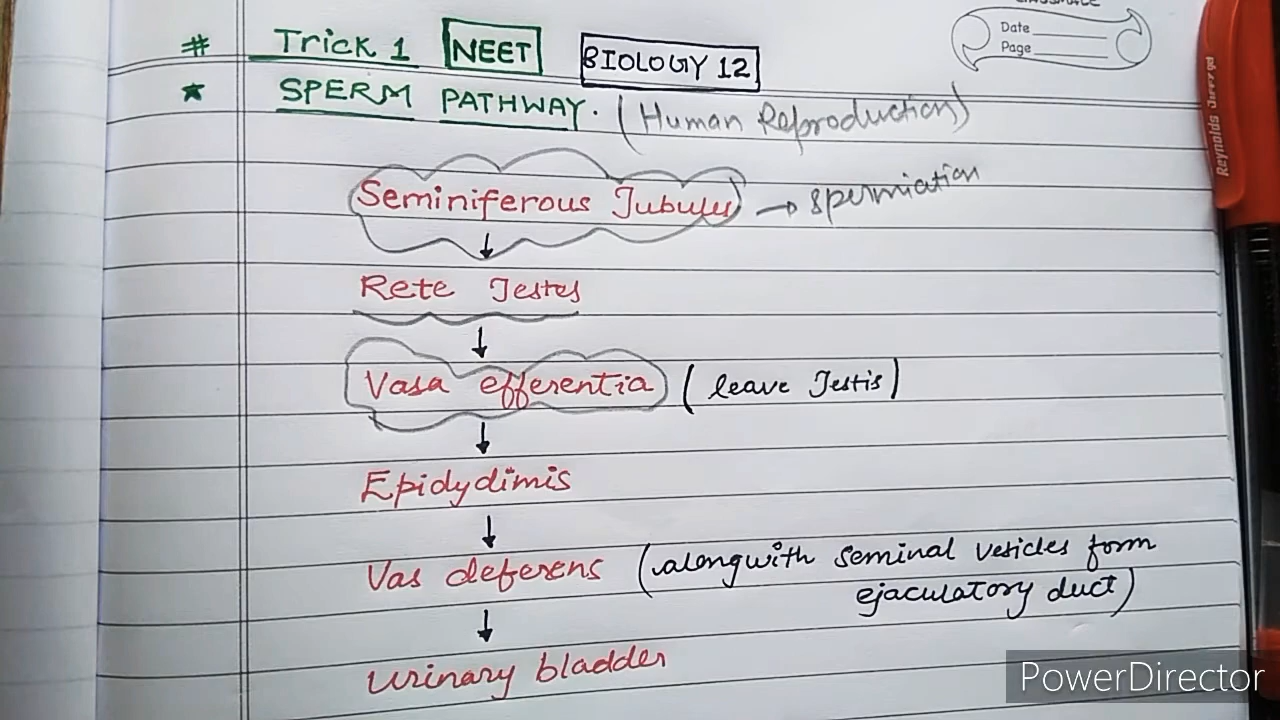 # Trick 1 NEET BIOLOGY 12
Date
Page
★ SPERM PATHWAY. (Human Reproduction)
Seminiferous Tubules → spermiation
↓
Rete Testes
↓
Vasa efferentia (leave Testis)
↓
Epidydimis
↓
Vas deferens (alongwith seminal vesicles form
ejaculatory duct)
↓
urinary bladder
Reynolds
PowerDirector